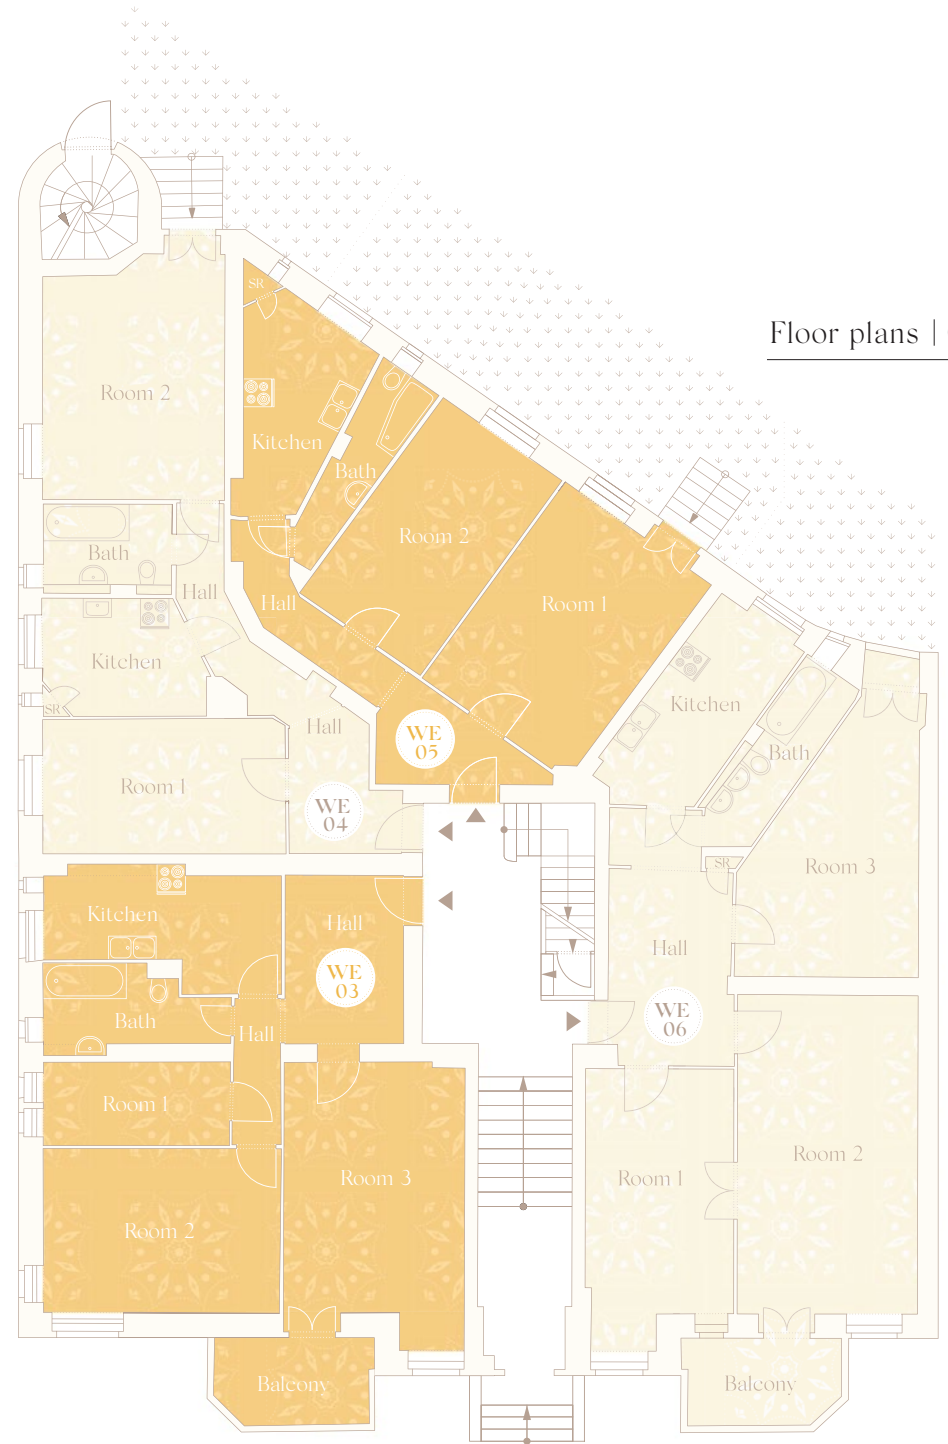 Floor plans |
SR
Room 2
Kitchen
Bath
Room 2
Bath
Hall
Hall
Room 1
Kitchen
SR
Hall
Kitchen
WE
05
Bath
Room 1
WE
04
Room 3
SR
Kitchen
Hall
Hall
WE
03
WE
06
Bath
Hall
Room 1
Room 2
Room 3
Room 1
Room 2
Balcony
Balcony